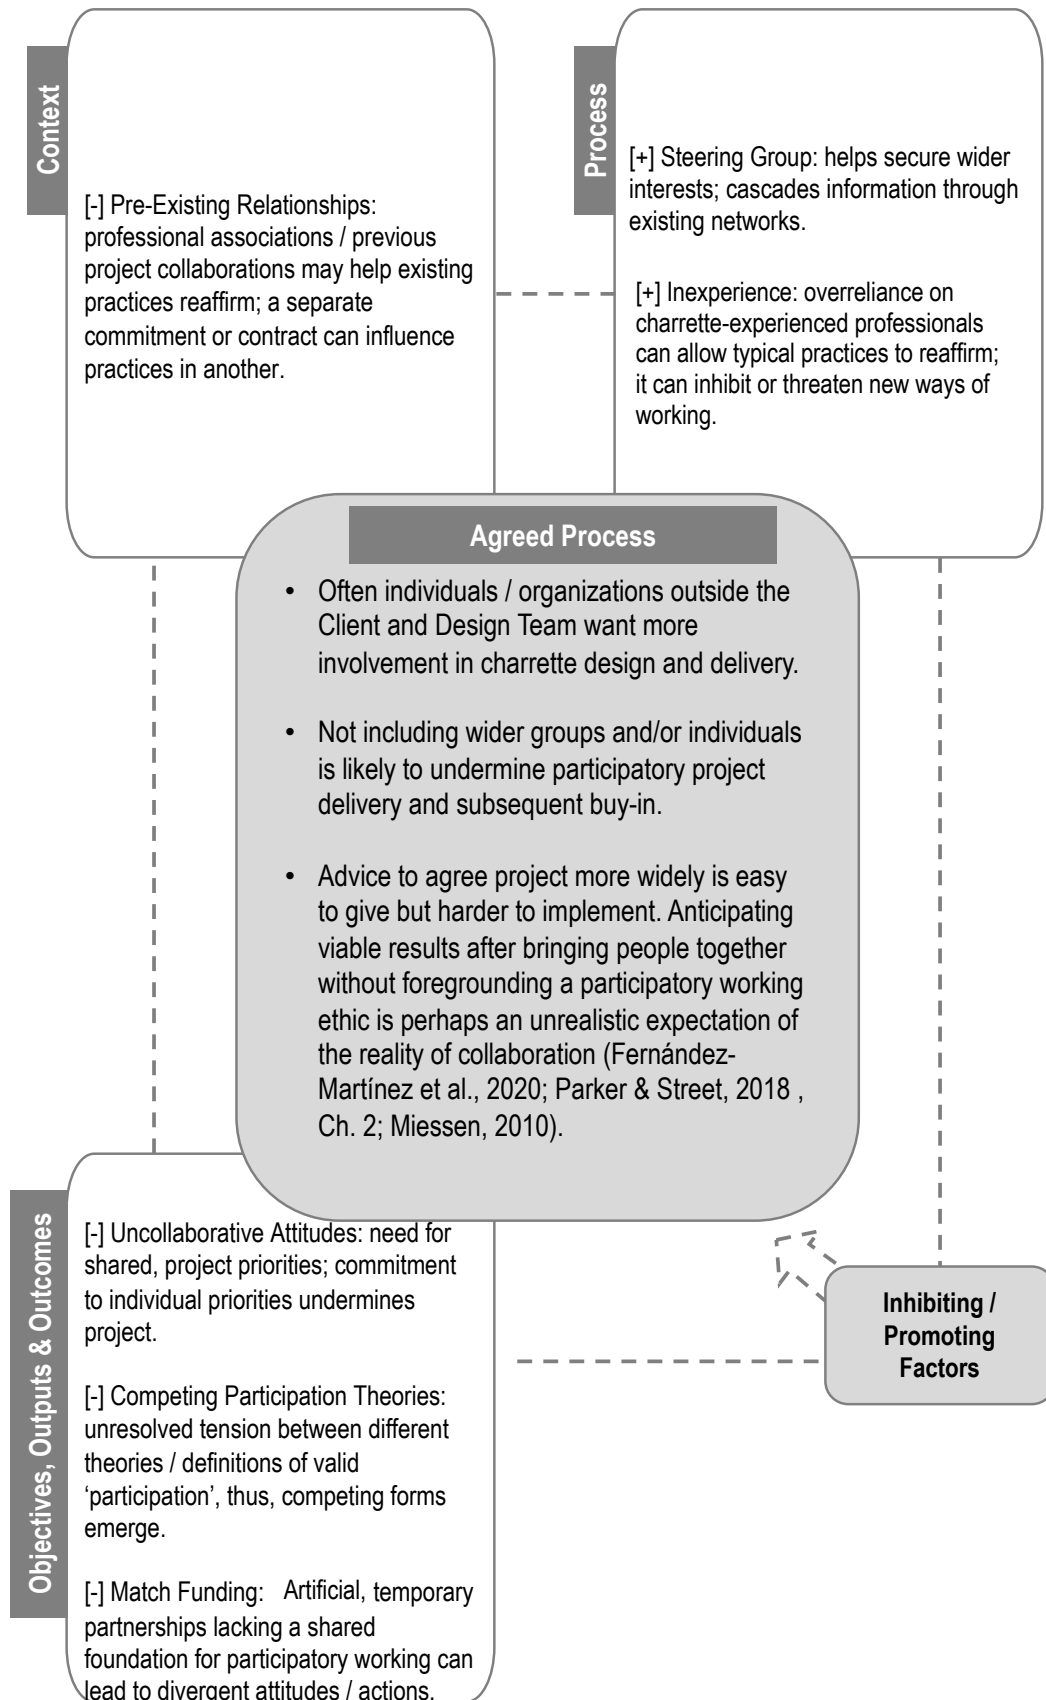 Context
[-] Pre-Existing Relationships:
professional associations / previous
project collaborations may help existing
practices reaffirm; a separate
commitment or contract can influence
practices in another.
Process
[+] Steering Group: helps secure wider
interests; cascades information through
existing networks.
[+] Inexperience: overreliance on
charrette-experienced professionals
can allow typical practices to reaffirm;
it can inhibit or threaten new ways of
working.
Agreed Process
• Often individuals / organizations outside the
Client and Design Team want more
involvement in charrette design and delivery.
• Not including wider groups and/or individuals
is likely to undermine participatory project
delivery and subsequent buy-in.
• Advice to agree project more widely is easy
to give but harder to implement. Anticipating
viable results after bringing people together
without foregrounding a participatory working
ethic is perhaps an unrealistic expectation of
the reality of collaboration (Fernández-
Martínez et al., 2020; Parker & Street, 2018 ,
Ch. 2; Miessen, 2010).
Objectives, Outputs & Outcomes
[-] Uncollaborative Attitudes: need for
shared, project priorities; commitment
to individual priorities undermines
project.
[-] Competing Participation Theories:
unresolved tension between different
theories / definitions of valid
‘participation’, thus, competing forms
emerge.
[-] Match Funding: Artificial, temporary
partnerships lacking a shared
foundation for participatory working can
lead to divergent attitudes / actions.
Inhibiting /
Promoting
Factors